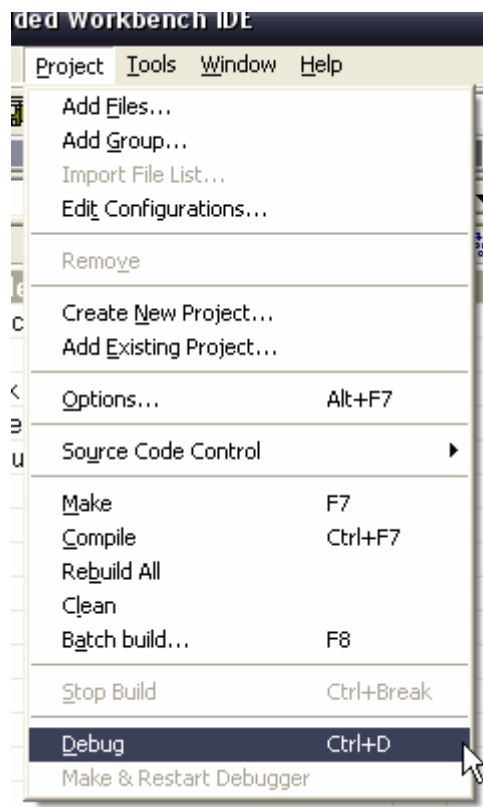 ded Workbench IDE
Project Tools Window Help
Add Files...
Add Group...
Import File List...
Edit Configurations...
Remove
Create New Project...
Add Existing Project...
Options... Alt+F7
Source Code Control
Make F7
Compile Ctrl+F7
Rebuild All
Clean
Batch build... F8
Stop Build Ctrl+Break
Debug Ctrl+D
Make & Restart Debugger